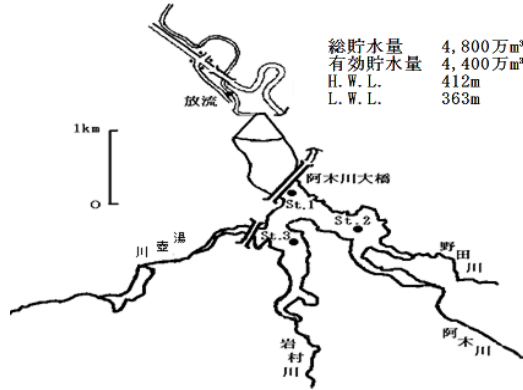 総貯水量 4,800万m³
有効貯水量 4,400万m³
H.W.L. 412m
L.W.L. 363m
放流
1km
0
阿木川大橋
St.1
St.2
St.3
湯壺川
野田川
阿木川
岩村川